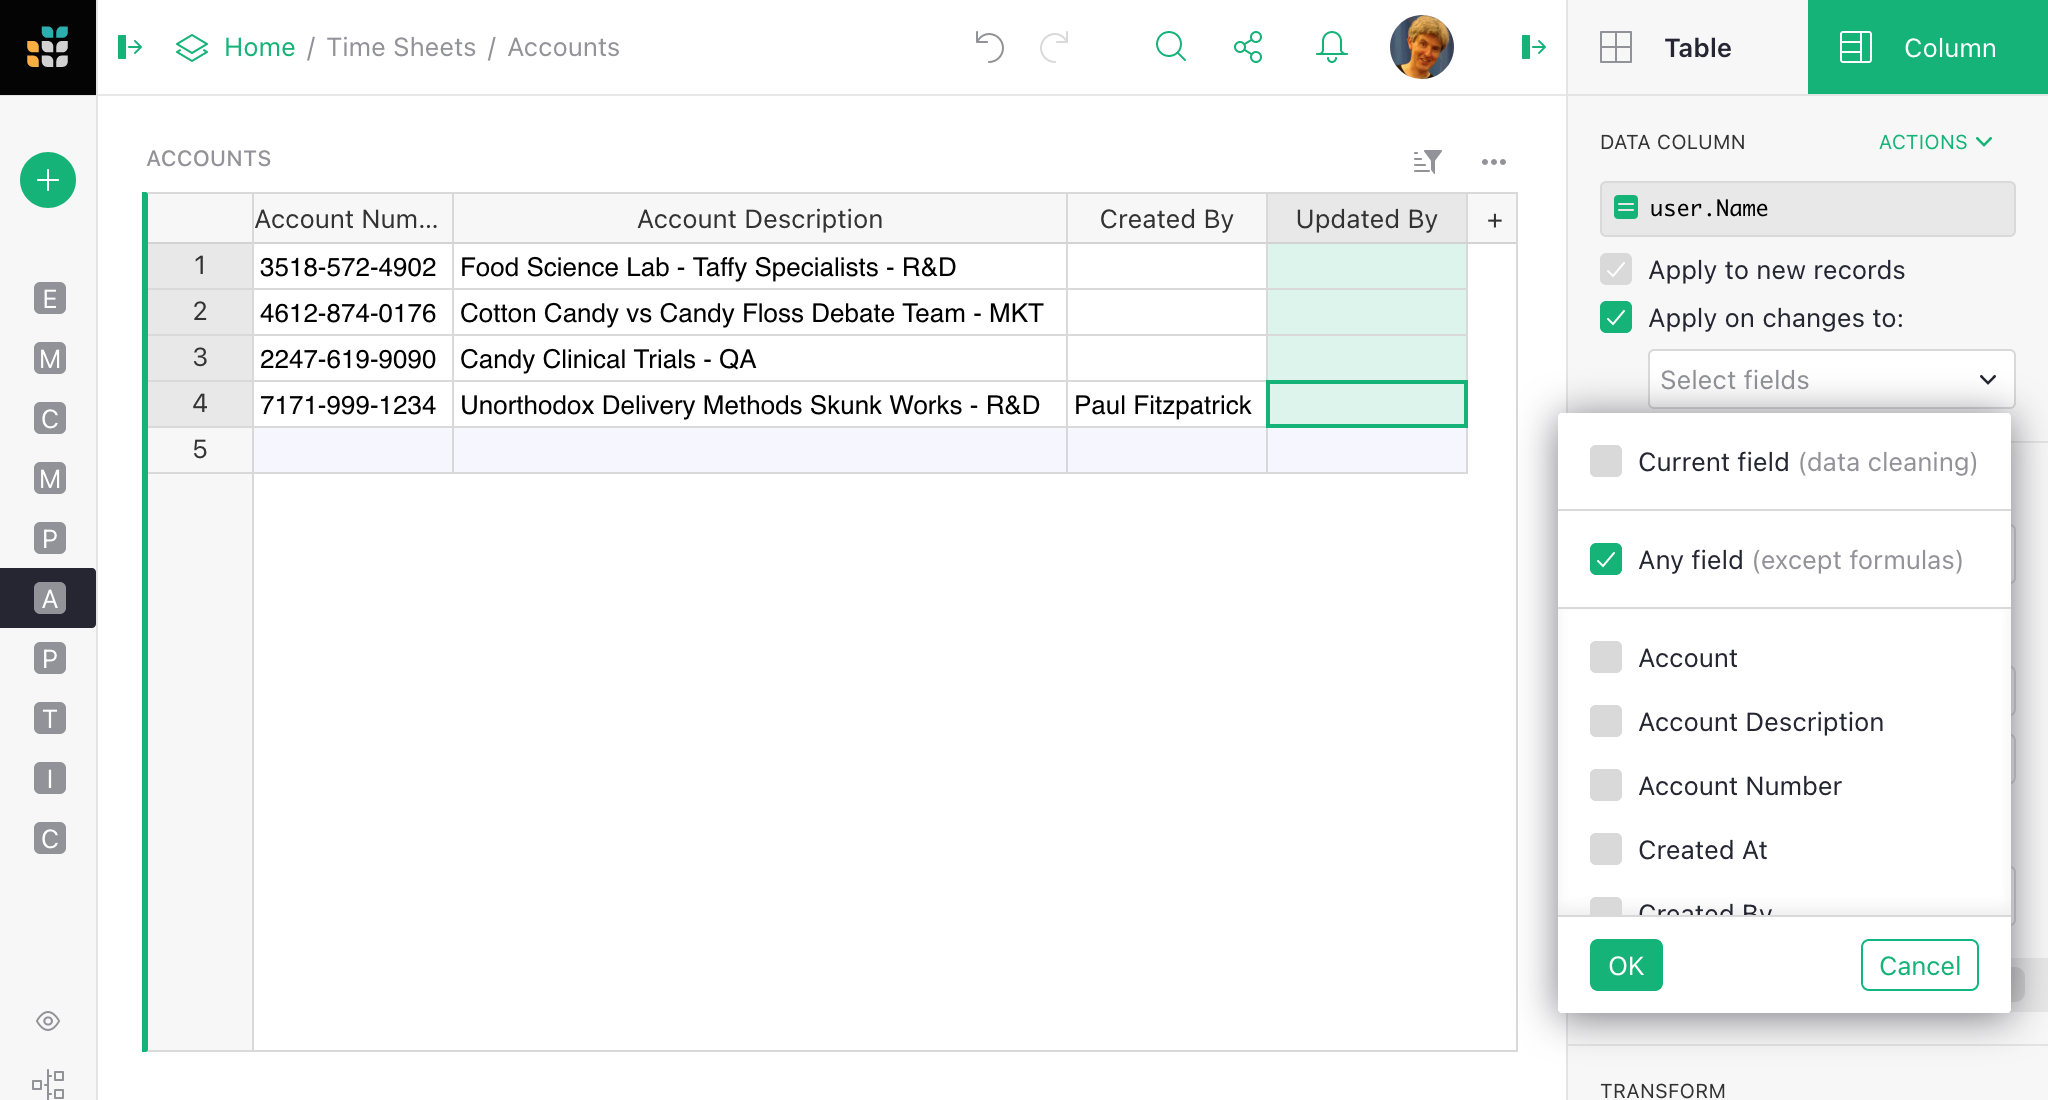 Home / Time Sheets / Accounts
Table
Column
ACCOUNTS
Account Num... Account Description Created By Updated By +
1 3518-572-4902 Food Science Lab - Taffy Specialists - R&D
2 4612-874-0176 Cotton Candy vs Candy Floss Debate Team - MKT
3 2247-619-9090 Candy Clinical Trials - QA
4 7171-999-1234 Unorthodox Delivery Methods Skunk Works - R&D Paul Fitzpatrick
5
E
M
C
M
P
A
P
T
I
C
DATA COLUMN ACTIONS
user.Name
Apply to new records
Apply on changes to:
Select fields
Current field (data cleaning)
Any field (except formulas)
Account
Account Description
Account Number
Created At
Created By
OK Cancel
TRANSFORM